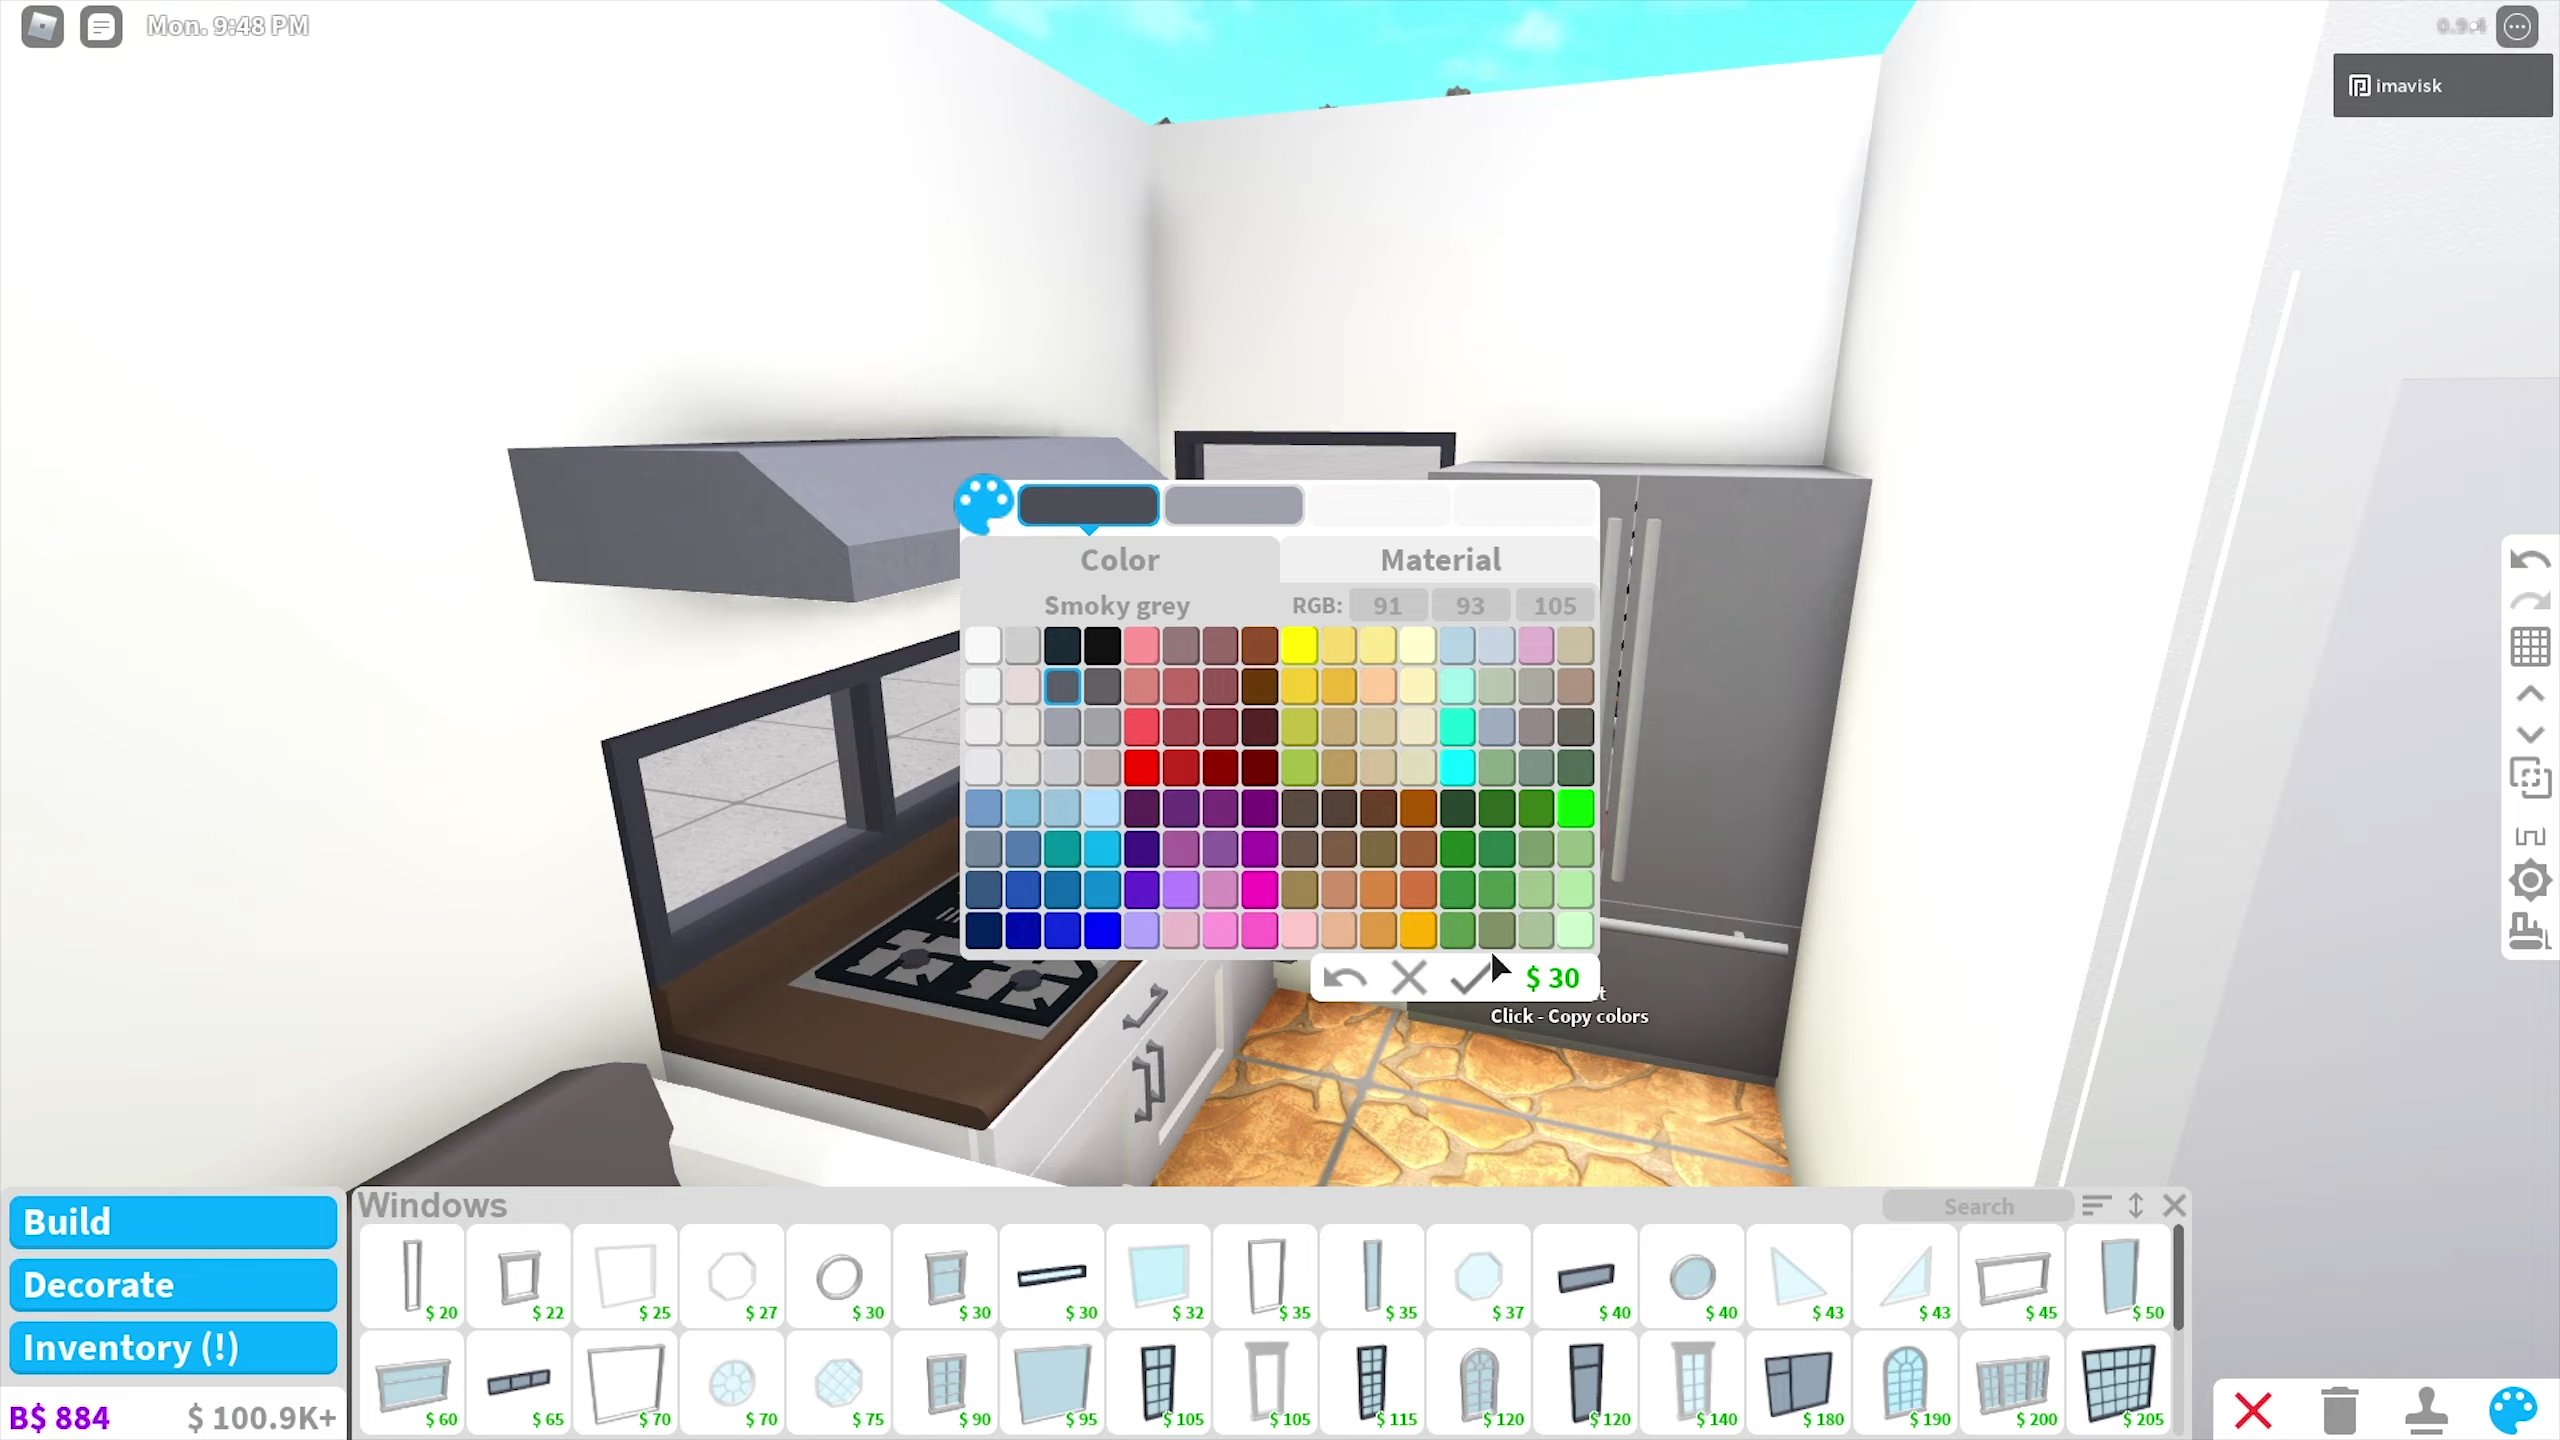 Mon. 9:48 PM
imavisk
Color
Material
Smoky grey
RGB: 91 93 105
$ 30
Click - Copy colors
Build
Decorate
Inventory (!)
B$ 884
$ 100.9K+
Windows
Search
$ 20 $ 22 $ 25 $ 27 $ 30 $ 30 $ 30 $ 32 $ 35 $ 35 $ 37 $ 40 $ 40 $ 43 $ 43 $ 45 $ 50
$ 60 $ 65 $ 70 $ 70 $ 75 $ 90 $ 95 $ 105 $ 105 $ 115 $ 120 $ 120 $ 140 $ 180 $ 190 $ 200 $ 205